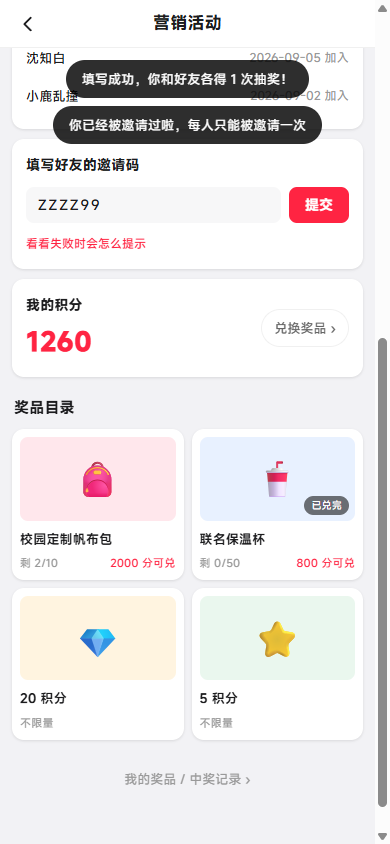 营销活动
沈知白 2026-09-05 加入
填写成功，你和好友各得 1 次抽奖！
小鹿乱撞 2026-09-02 加入
你已经被邀请过啦，每人只能被邀请一次
填写好友的邀请码
ZZZZ99 提交
看看失败时会怎么提示
我的积分
1260
兑换奖品 ›
奖品目录
已兑完
校园定制帆布包 联名保温杯
剩 2/10 2000 分可兑 剩 0/50 800 分可兑
20 积分 5 积分
不限量 不限量
我的奖品 / 中奖记录 ›